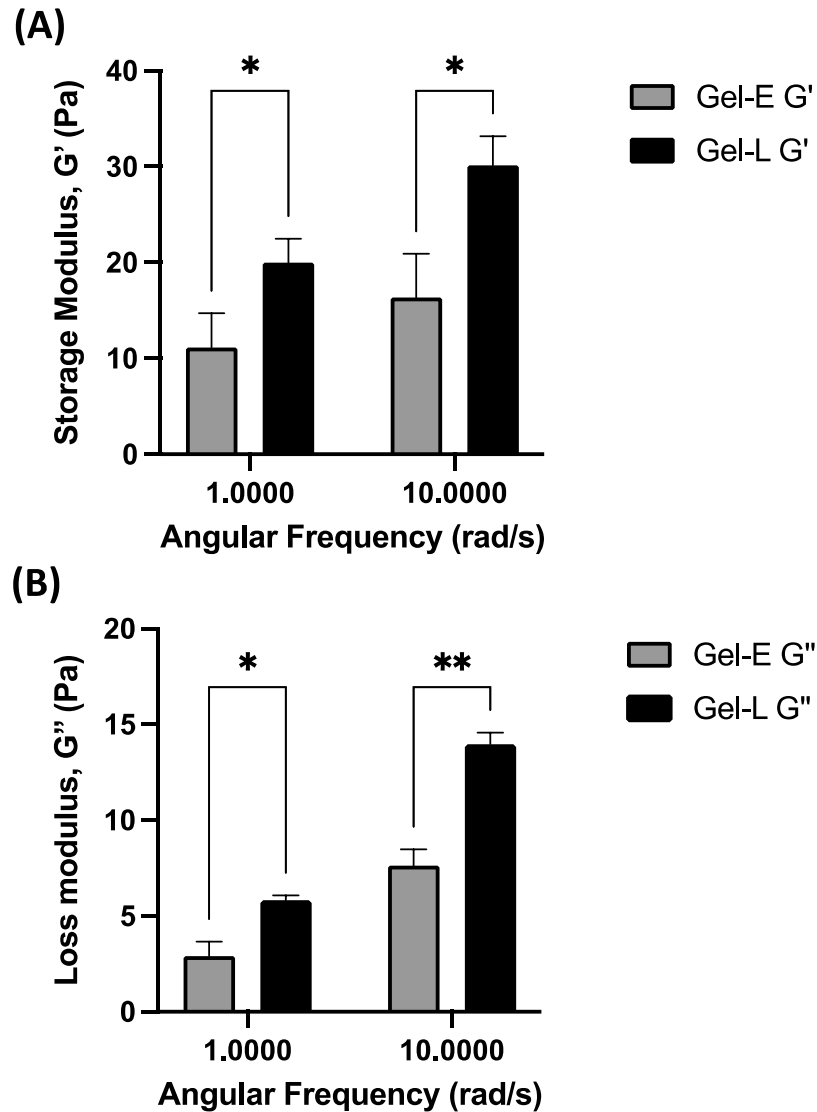 (A)
* *
40
30
20
10
0
Storage Modulus, G’ (Pa)
1.0000 10.0000
Angular Frequency (rad/s)
Gel-E G'
Gel-L G'
(B)
* **
20
15
10
5
0
Loss modulus, G” (Pa)
1.0000 10.0000
Angular Frequency (rad/s)
Gel-E G"
Gel-L G"